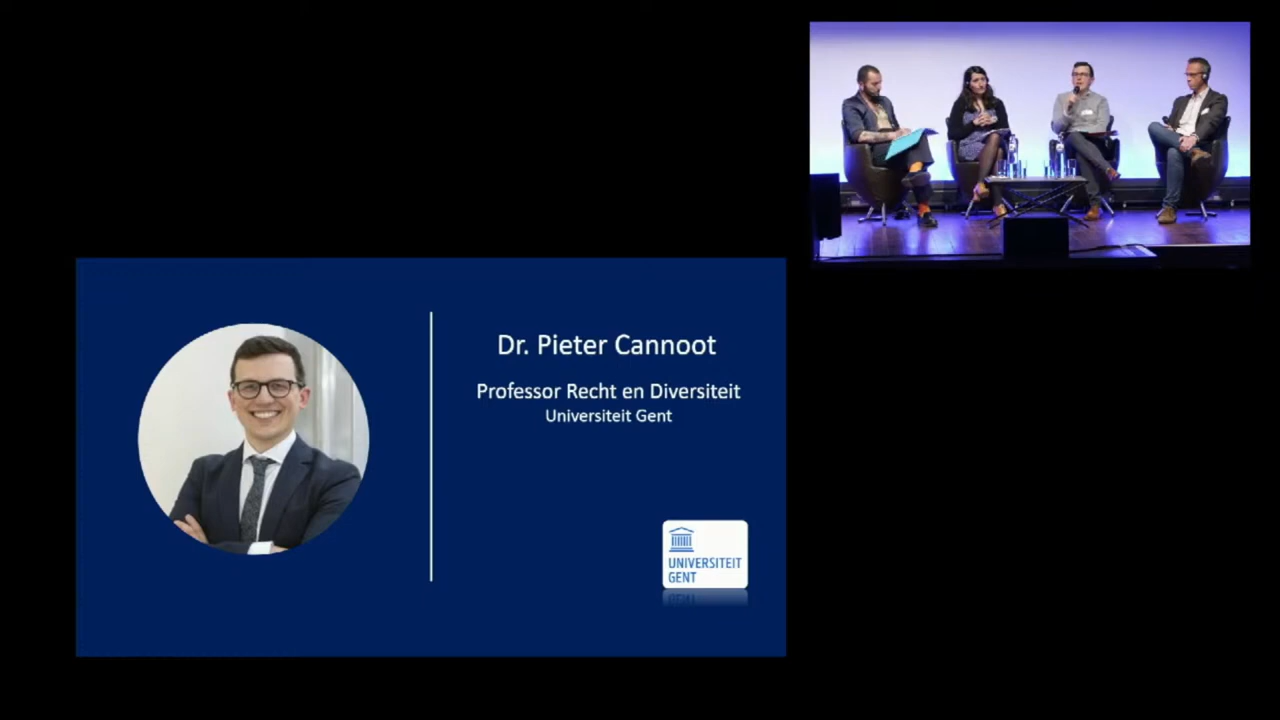 Dr. Pieter Cannoot
Professor Recht en Diversiteit
Universiteit Gent
UNIVERSITEIT
GENT